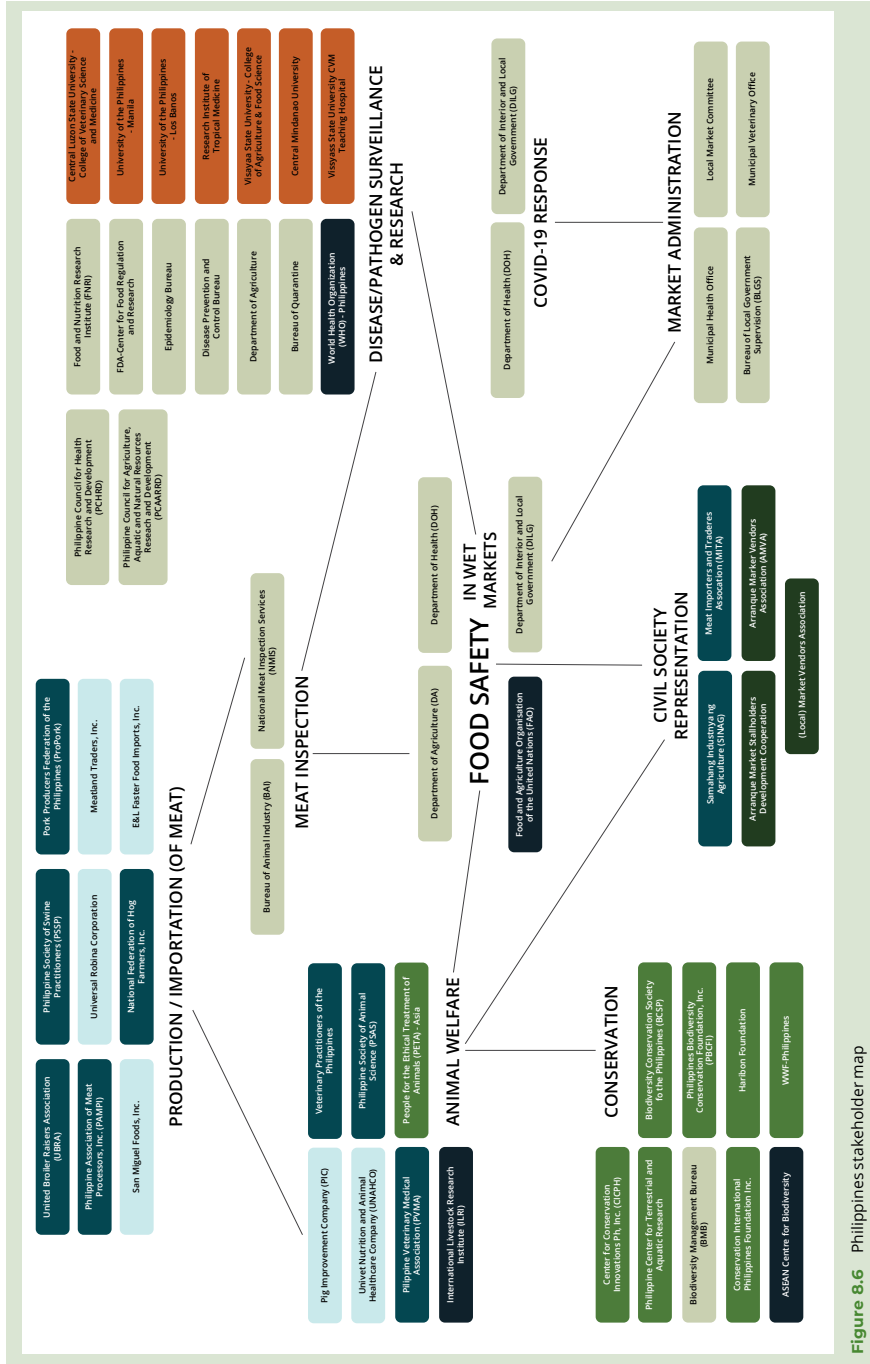 United Broiler Raisers Association
(UBRA)
Philippine Association of Meat
Processors, Inc. (PAMPI)
San Miguel Foods, Inc.
Philippine Society of Swine
Practitioners (PSSP)
Universal Robina Corporation
National Federation of Hog
Farmers, Inc.
Pork Producers Federation of the
Philippines (ProPork)
Meatland Traders, Inc.
E&L Faster Food Imports, Inc.
PRODUCTION / IMPORTATION (OF MEAT)
Philippine Council for Health
Research and Development
(PCHRD)
Philippine Council for Agriculture,
Aquatic and Natural Resources
Reseach and Development
(PCAARRD)
Food and Nutrition Research
Institute (FNRI)
FDA-Center for Food Regulation
and Research
Epidemiology Bureau
Disease Prevention and
Control Bureau
Department of Agriculture
Bureau of Quarantine
World Health Organization
(WHO) - Philippines
Central Luzon State University -
College of Veterinary Science
and Medicine
University of the Philippines
- Manila
University of the Philippines
- Los Banos
Research Institute of
Tropical Medicine
Visayaa State University - College
of Agriculture & Food Science
Central Mindanao University
Vissyass State University CVM
Teaching Hospital
DISEASE/PATHOGEN SURVEILLANCE
& RESEARCH
Bureau of Animal Industry (BAI)
National Meat Inspection Services
(NMIS)
MEAT INSPECTION
Pig Improvement Company (PIC)
Univet Nutrition and Animal
Healthcare Company (UNAHCO)
Pilippine Veterinary Medical
Association (PVMA)
International Livestock Research
Institute (ILRI)
Veterinary Practitioners of the
Philippines
Philippine Society of Animal
Science (PSAS)
People for the Ethical Treatment of
Animals (PETA) - Asia
ANIMAL WELFARE
Department of Agriculture (DA)
Department of Health (DOH)
FOOD SAFETY IN WET
MARKETS
Food and Agriculture Organisation
of the United Nations (FAO)
Department of Interior and Local
Government (DILG)
Department of Health (DOH)
Department of Interior and Local
Government (DILG)
COVID-19 RESPONSE
CONSERVATION
Center for Conservation
Innovations Ph, Inc. (CICPH)
Philippine Center for Terrestrial and
Aquatic Research
Biodiversity Management Bureau
(BMB)
Conservation International
Philippines Foundation Inc.
ASEAN Centre for Biodiversity
Biodiversity Conservation Society
fo the Philippines (BCSP)
Philippines Biodiversity
Conservation Foundation, Inc.
(PBCFI)
Haribon Foundation
WWF-Philippines
CIVIL SOCIETY
REPRESENTATION
Samahang Industnya ng
Agriculture (SINAG)
Arranque Market Stallholders
Development Cooperation
Meat Importers and Traderes
Assocation (MITA)
Arranque Marker Vendors
Association (AMVA)
(Local) Market Vendors Association
MARKET ADMINISTRATION
Municipal Health Office
Bureau of Local Government
Supervision (BLGS)
Local Market Committee
Municipal Veterinary Office
Figure 8.6 Philippines stakeholder map